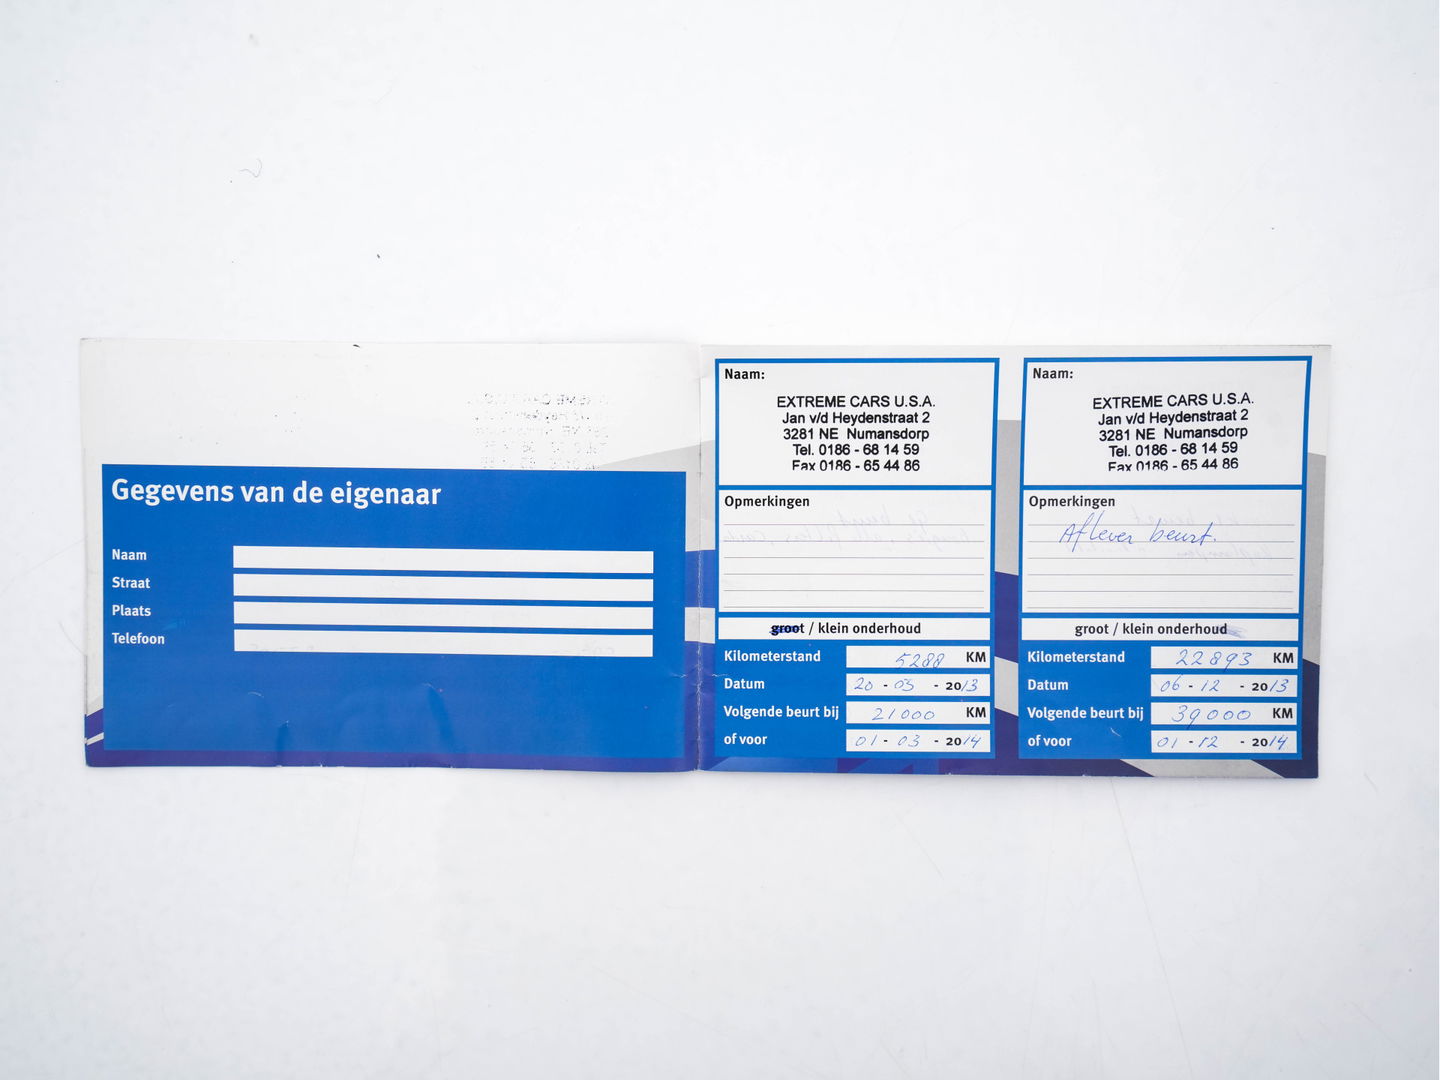 Gegevens van de eigenaar
Naam
Straat
Plaats
Telefoon
Naam:
EXTREME CARS U.S.A.
Jan v/d Heydenstraat 2
3281 NE Numansdorp
Tel. 0186 - 68 14 59
Fax 0186 - 65 44 86
Opmerkingen
groot / klein onderhoud
Kilometerstand 5288 KM
Datum 20 - 03 - 2013
Volgende beurt bij 21000 KM
of voor 01 - 03 - 2014
Naam:
EXTREME CARS U.S.A.
Jan v/d Heydenstraat 2
3281 NE Numansdorp
Tel. 0186 - 68 14 59
Fax 0186 - 65 44 86
Opmerkingen
Aflever beurt.
groot / klein onderhoud
Kilometerstand 22893 KM
Datum 06 - 12 - 2013
Volgende beurt bij 39000 KM
of voor 01 - 12 - 2014